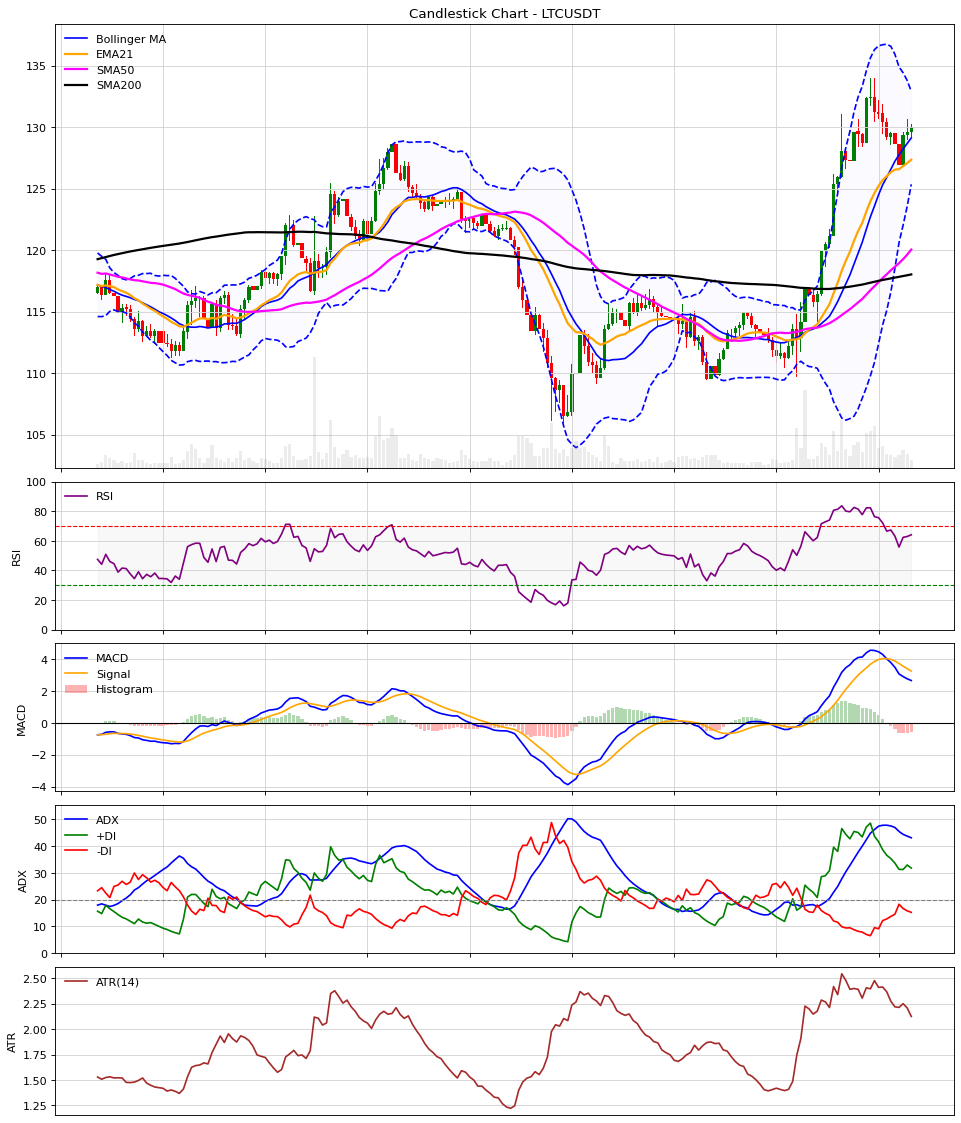 Candlestick Chart - LTCUSDT
Bollinger MA
EMA21
SMA50
SMA200
135
130
125
120
115
110
105
RSI
RSI
100
80
60
40
20
0
MACD
MACD
Signal
Histogram
4
2
0
−2
−4
ADX
ADX
+DI
-DI
50
40
30
20
10
0
ATR
ATR(14)
2.50
2.25
2.00
1.75
1.50
1.25